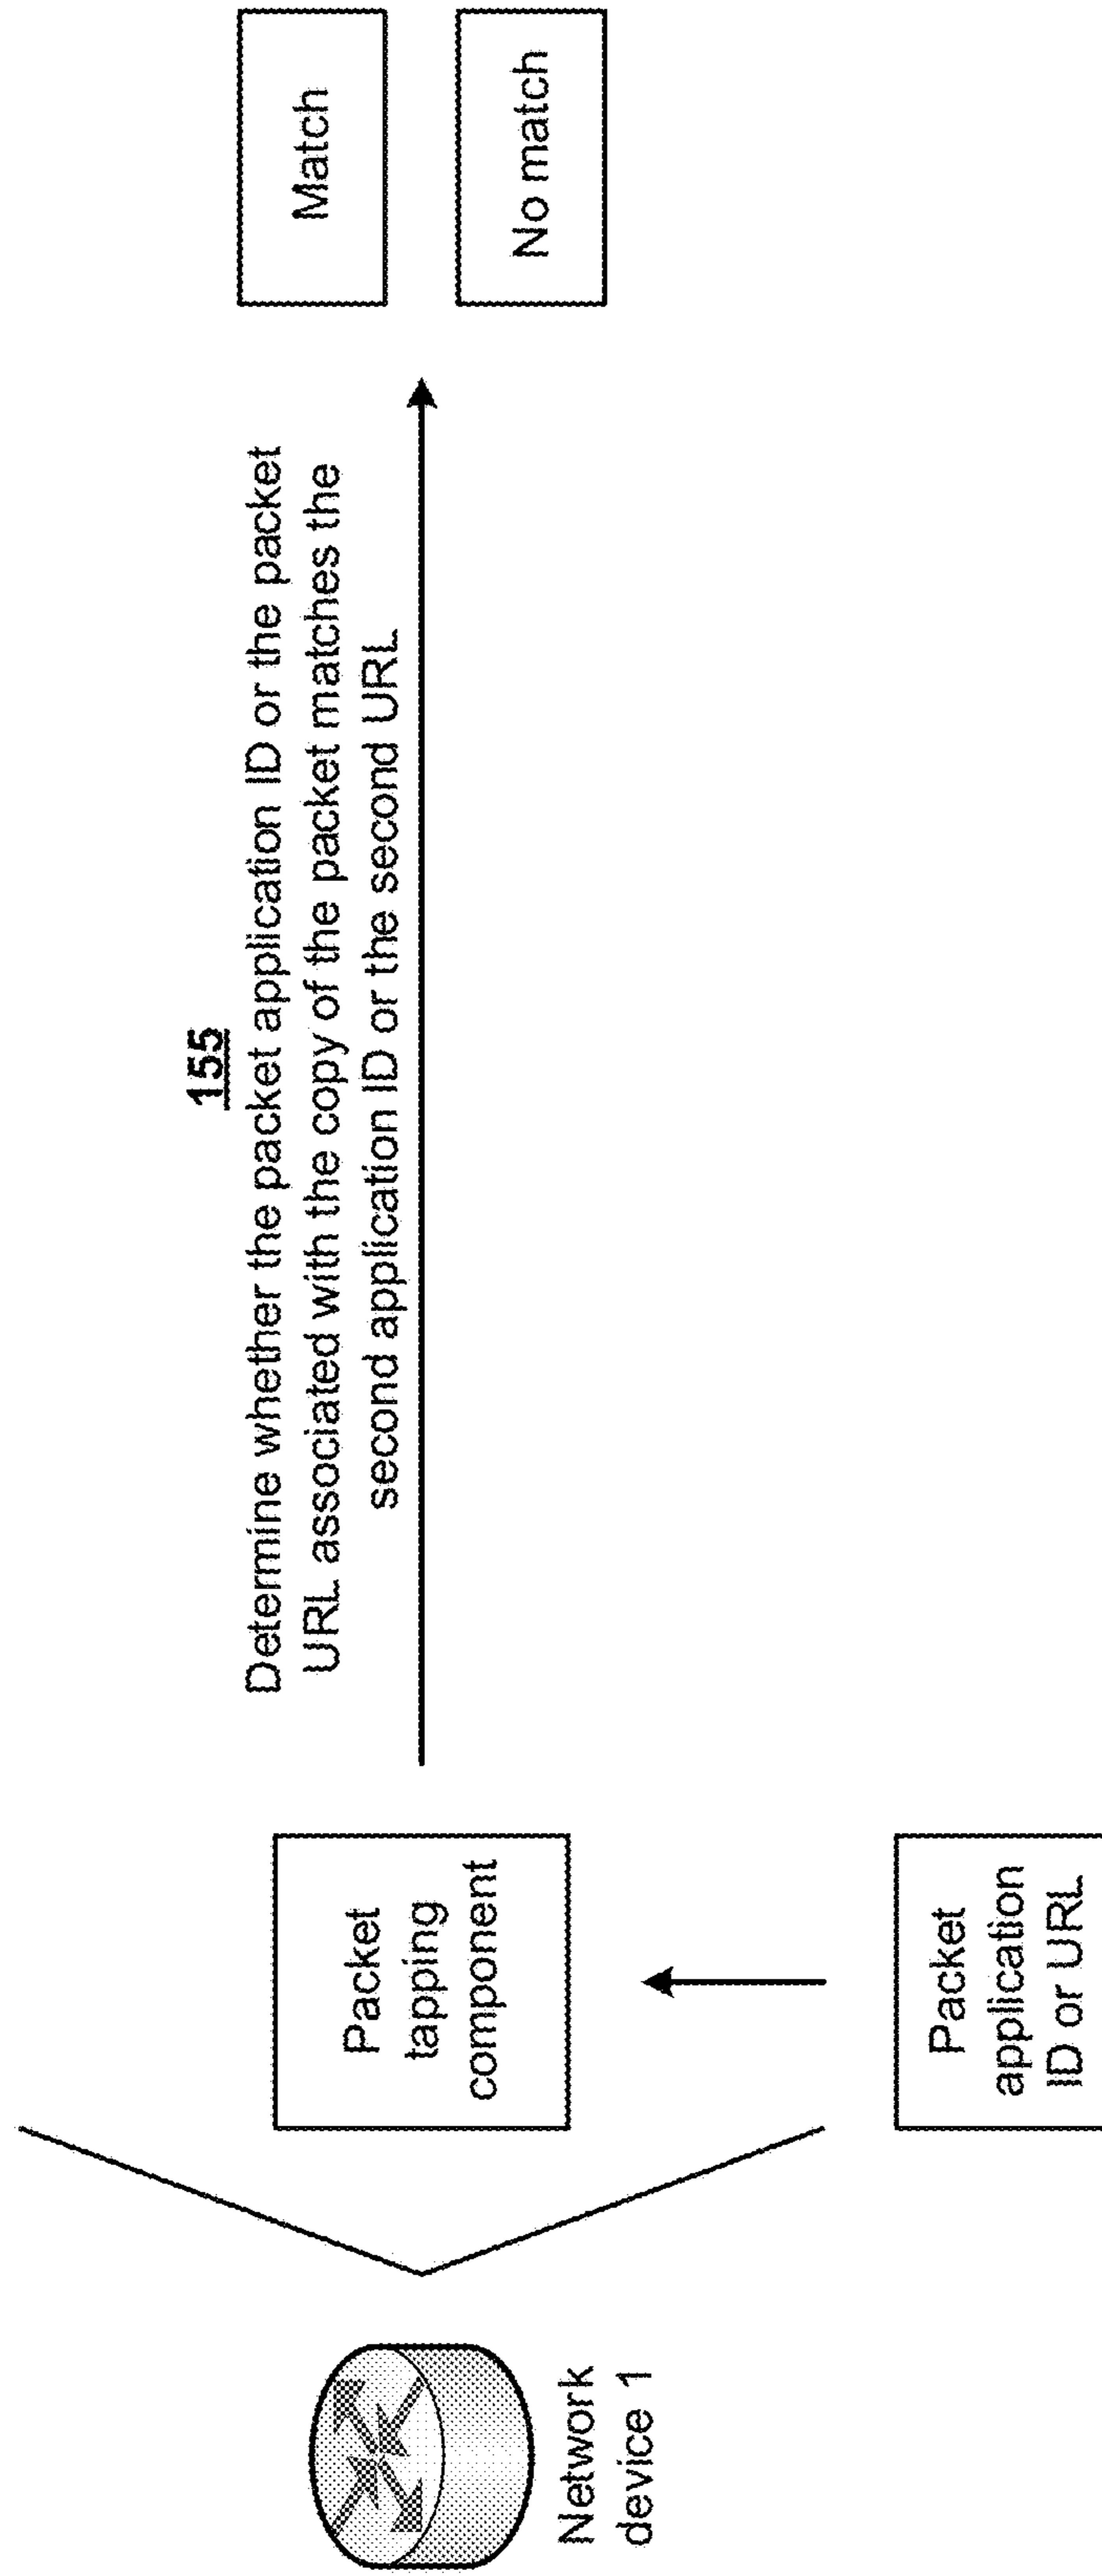 155
Determine whether the packet application ID or the packet
URL associated with the copy of the packet matches the
second application ID or the second URL
Match
No match
Packet
tapping
component
Packet
application
ID or URL
Network
device 1